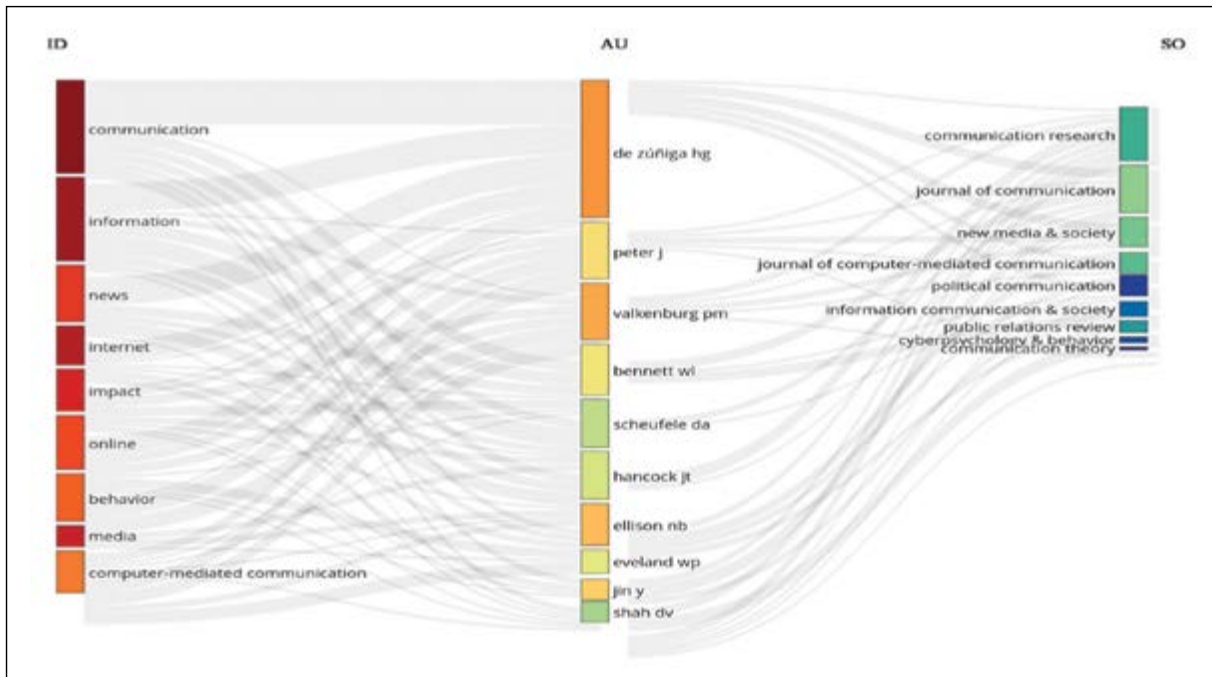 ID
AU
SO
communication
information
news
internet
impact
online
behavior
media
computer-mediated communication
de zúñiga hg
peter j
valkenburg pm
bennett wl
scheufele da
hancock jt
ellison nb
eveland wp
jin y
shah dv
communication research
journal of communication
new media & society
journal of computer-mediated communication
political communication
information communication & society
public relations review
cyberpsychology & behavior
communication theory